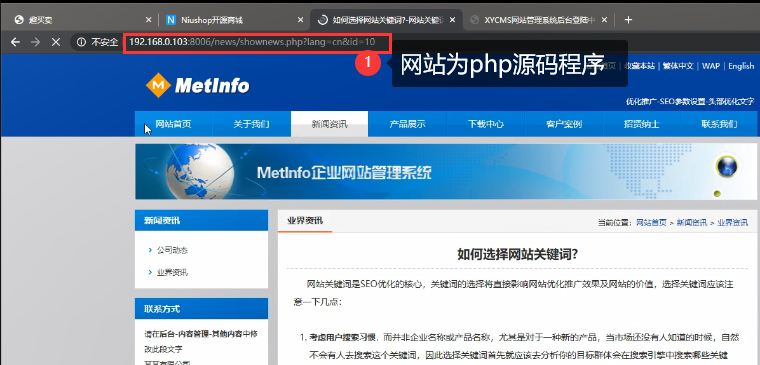 趣买卖
Niushop开源商城
如何选择网站关键词?-网站关键
XYCMS网站管理系统后台登陆中
不安全
192.168.0.103:8006/news/shownews.php?lang=cn&id=10
1
网站为php源码程序
收藏本站 | 繁体中文 | WAP | English
MetInfo
优化推广-SEO参数设置-头部优化文字
网站首页
关于我们
新闻资讯
产品展示
下载中心
客户案例
招贤纳士
联系我们
MetInfo企业网站管理系统
新闻资讯
公司动态
业界资讯
联系方式
请在后台-内容管理-其他内容中修
改此段文字
业界资讯
当前位置: 网站首页 > 新闻资讯 > 业界资讯
如何选择网站关键词?
网站关键词是SEO优化的核心，关键词的选择将直接影响网站优化推广效果及网站的价值，选择关键词应该注
意一下几点：
1. 考虑用户搜索习惯，而并非企业名称或产品名称，尤其是对于一种新的产品，当市场还没有人知道的时候，自然
不会有人去搜索这个关键词，因此选择关键词首先就应该去分析你的目标群体会在搜索引擎中搜索哪些关键